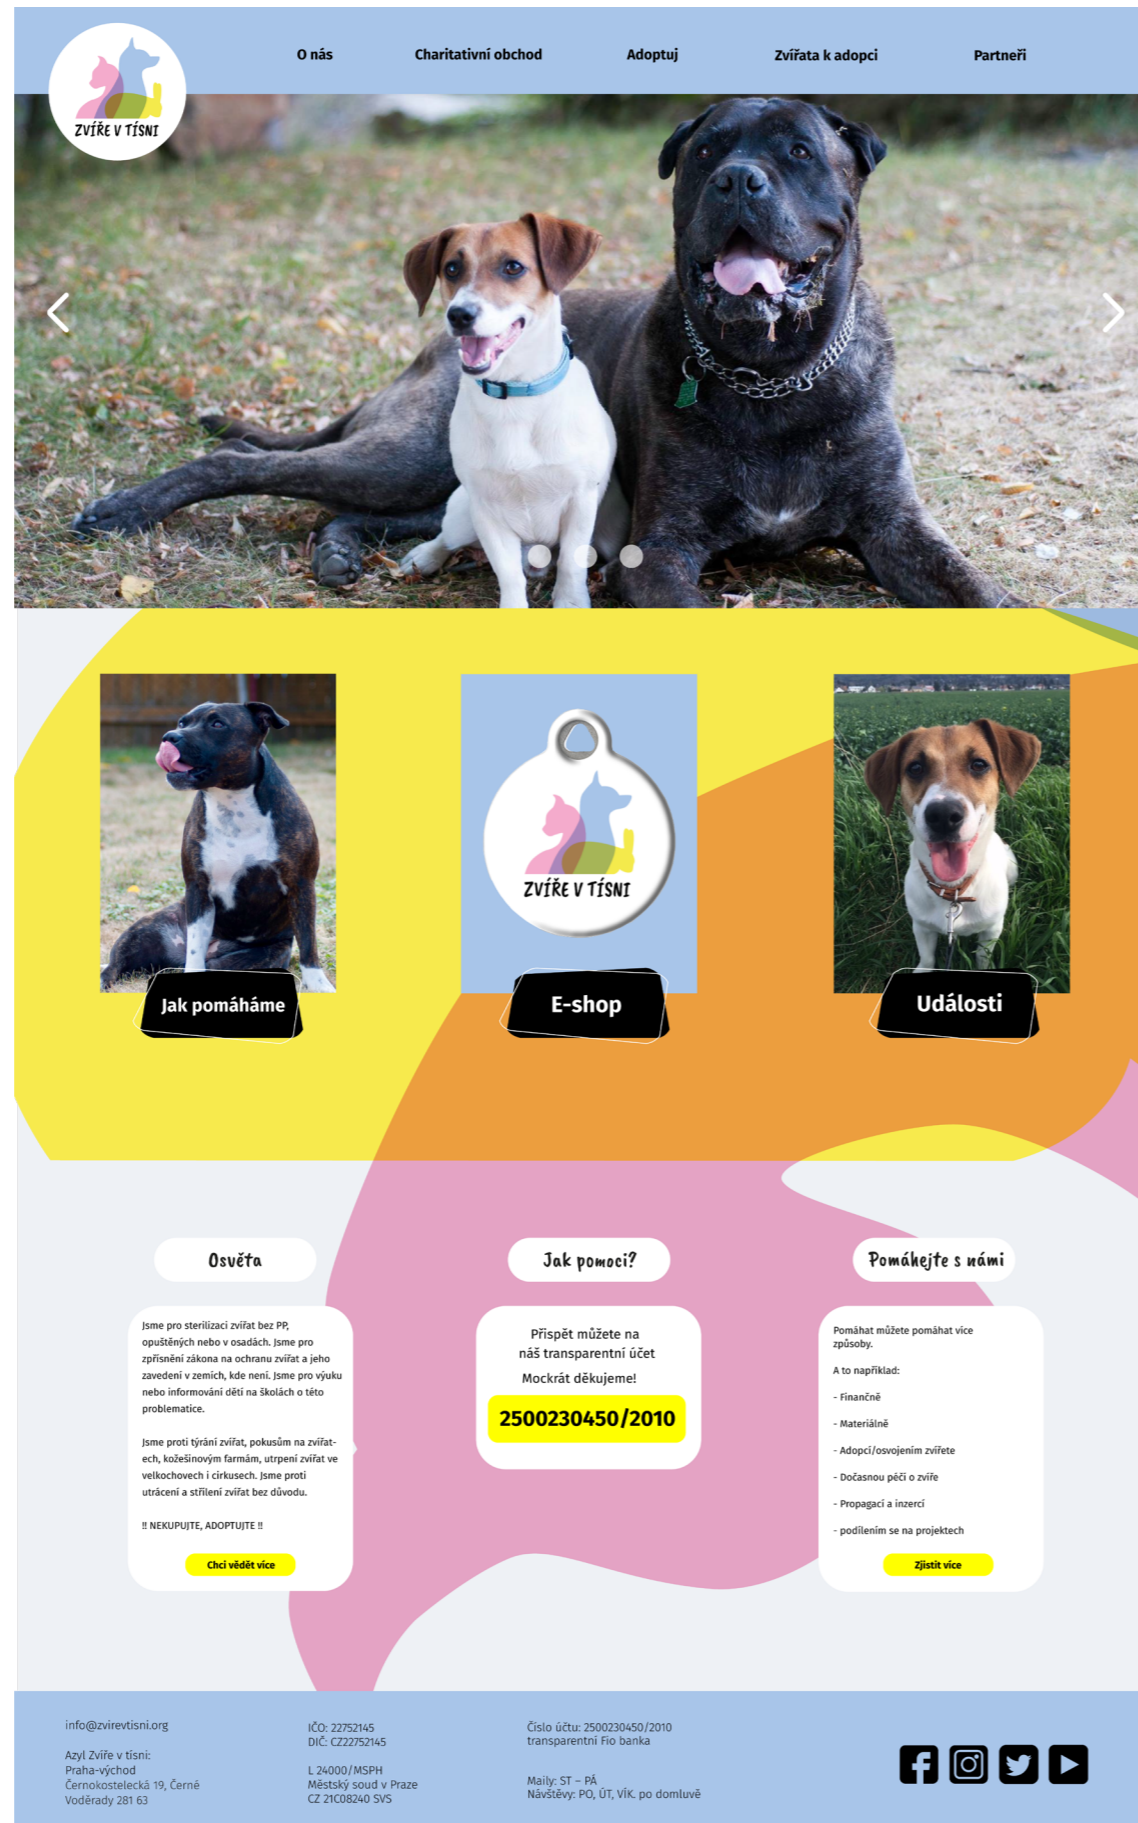 O nás
Charitativní obchod
Adoptuj
Zvířata k adopci
Partneři
ZVÍŘE V TÍSNI
ZVÍŘE V TÍSNI
Jak pomáháme
E-shop
Události
Osvěta
Jsme pro sterilizaci zvířat bez PP,
opuštěných nebo v osadách. Jsme pro
zpřísnění zákona na ochranu zvířat a jeho
zavedení v zemích, kde není. Jsme pro výuku
nebo informování dětí na školách o této
problematice.
Jsme proti týrání zvířat, pokusům na zvířat-
ech, kožešinovým farmám, utrpení zvířat ve
velkochovech i cirkusech. Jsme proti
utrácení a střílení zvířat bez důvodu.
!! NEKUPUJTE, ADOPTUJTE !!
Chci vědět více
Jak pomoci?
Přispět můžete na
náš transparentní účet
Mockrát děkujeme!
2500230450/2010
Pomáhejte s námi
Pomáhat můžete pomáhat více
způsoby.
A to například:
- Finančně
- Materiálně
- Adopcí/osvojením zvířete
- Dočasnou péčí o zvíře
- Propagací a inzercí
- podílením se na projektech
Zjistit více
info@zvirevtisni.org
Azyl Zvíře v tísni:
Praha-východ
Černokostelecká 19, Černé
Voděrady 281 63
IČO: 22752145
DIČ: CZ22752145
L 24000/MSPH
Městský soud v Praze
CZ 21C08240 SVS
Číslo účtu: 2500230450/2010
transparentní Fio banka
Maily: ST – PÁ
Návštěvy: PO, ÚT, VÍK. po domluvě